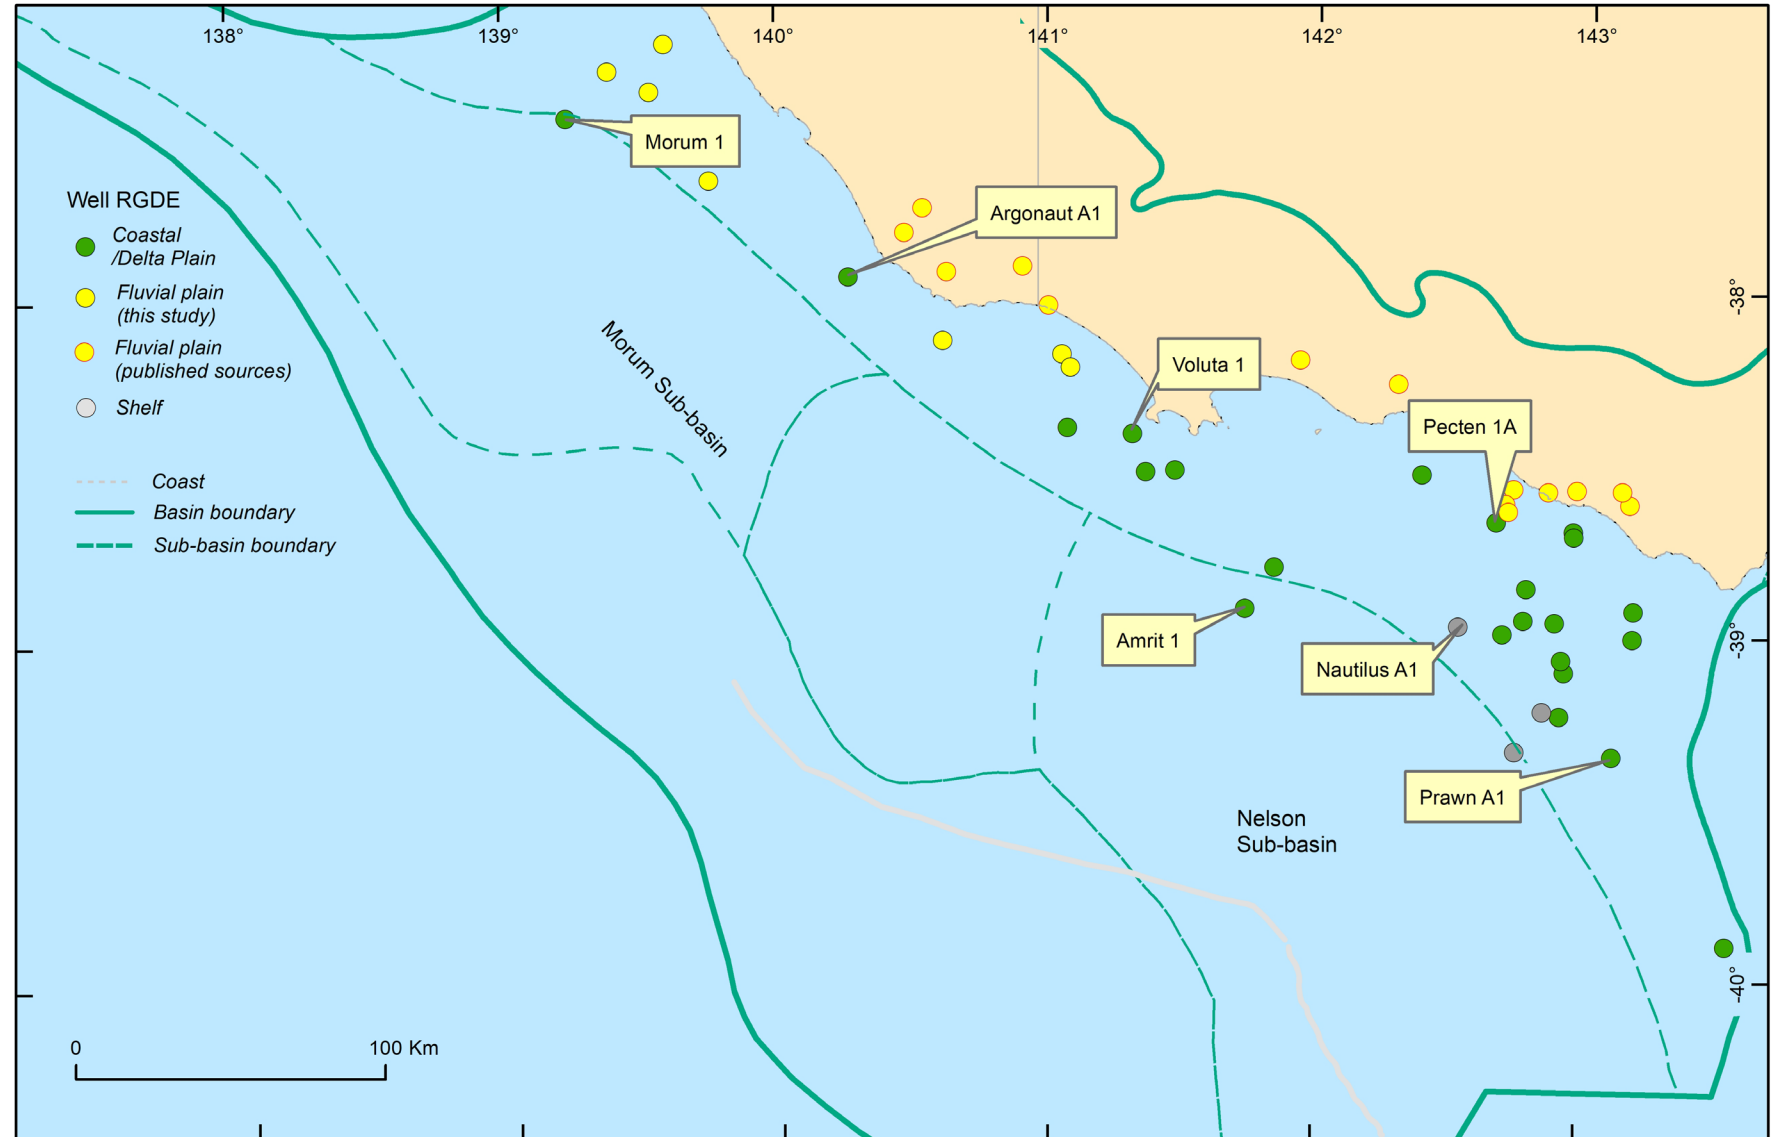 138°
139°
140°
141°
142°
143°
Morum 1
Argonaut A1
Well RGDE
Coastal
/Delta Plain
Fluvial plain
(this study)
Fluvial plain
(published sources)
Shelf
Coast
Basin boundary
Sub-basin boundary
-38°
Morum Sub-basin
Voluta 1
Pecten 1A
Amrit 1
Nautilus A1
-39°
Prawn A1
Nelson
Sub-basin
-40°
0
100 Km